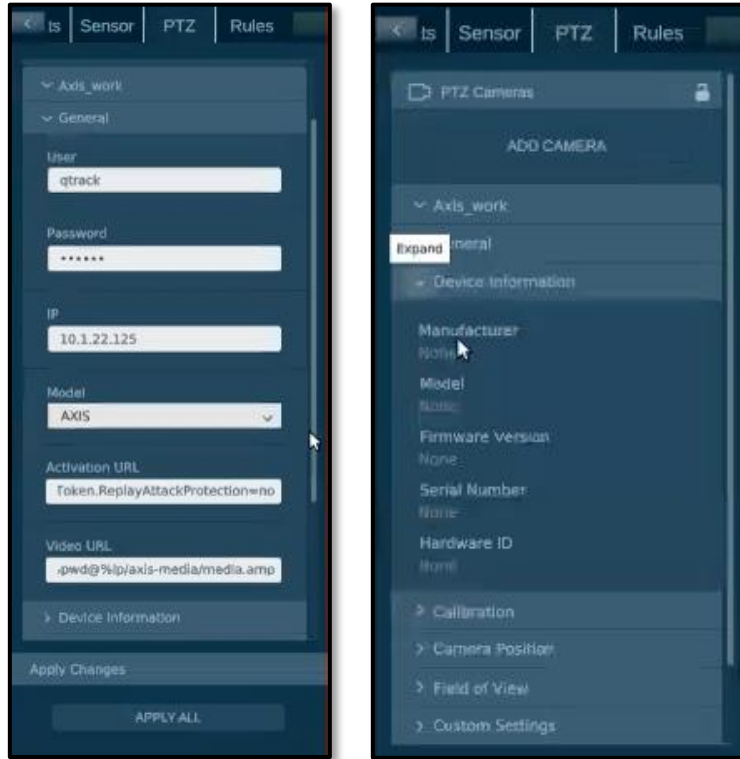 ts Sensor PTZ Rules
Axis_work
General
User
qtrack
Password
••••••
IP
10.1.22.125
Model
AXIS
Activation URL
Token.ReplayAttackProtection=no
Video URL
pwd@%ip/axis-media/media.amp
Device Information
Apply Changes
APPLY ALL
ts Sensor PTZ Rules
PTZ Cameras
ADD CAMERA
Axis_work
Expand neral
Device Information
Manufacturer
None
Model
None
Firmware Version
None
Serial Number
None
Hardware ID
None
Calibration
Camera Position
Field of View
Custom Settings